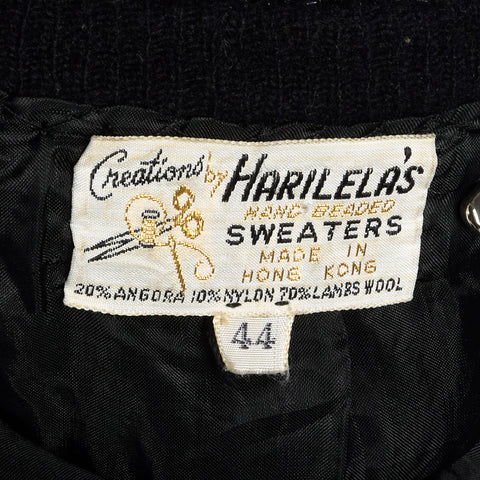 Creations by HARILELA'S
HAND BEADED
SWEATERS
MADE IN
HONG KONG
20% ANGORA 10% NYLON 70% LAMBS WOOL
44